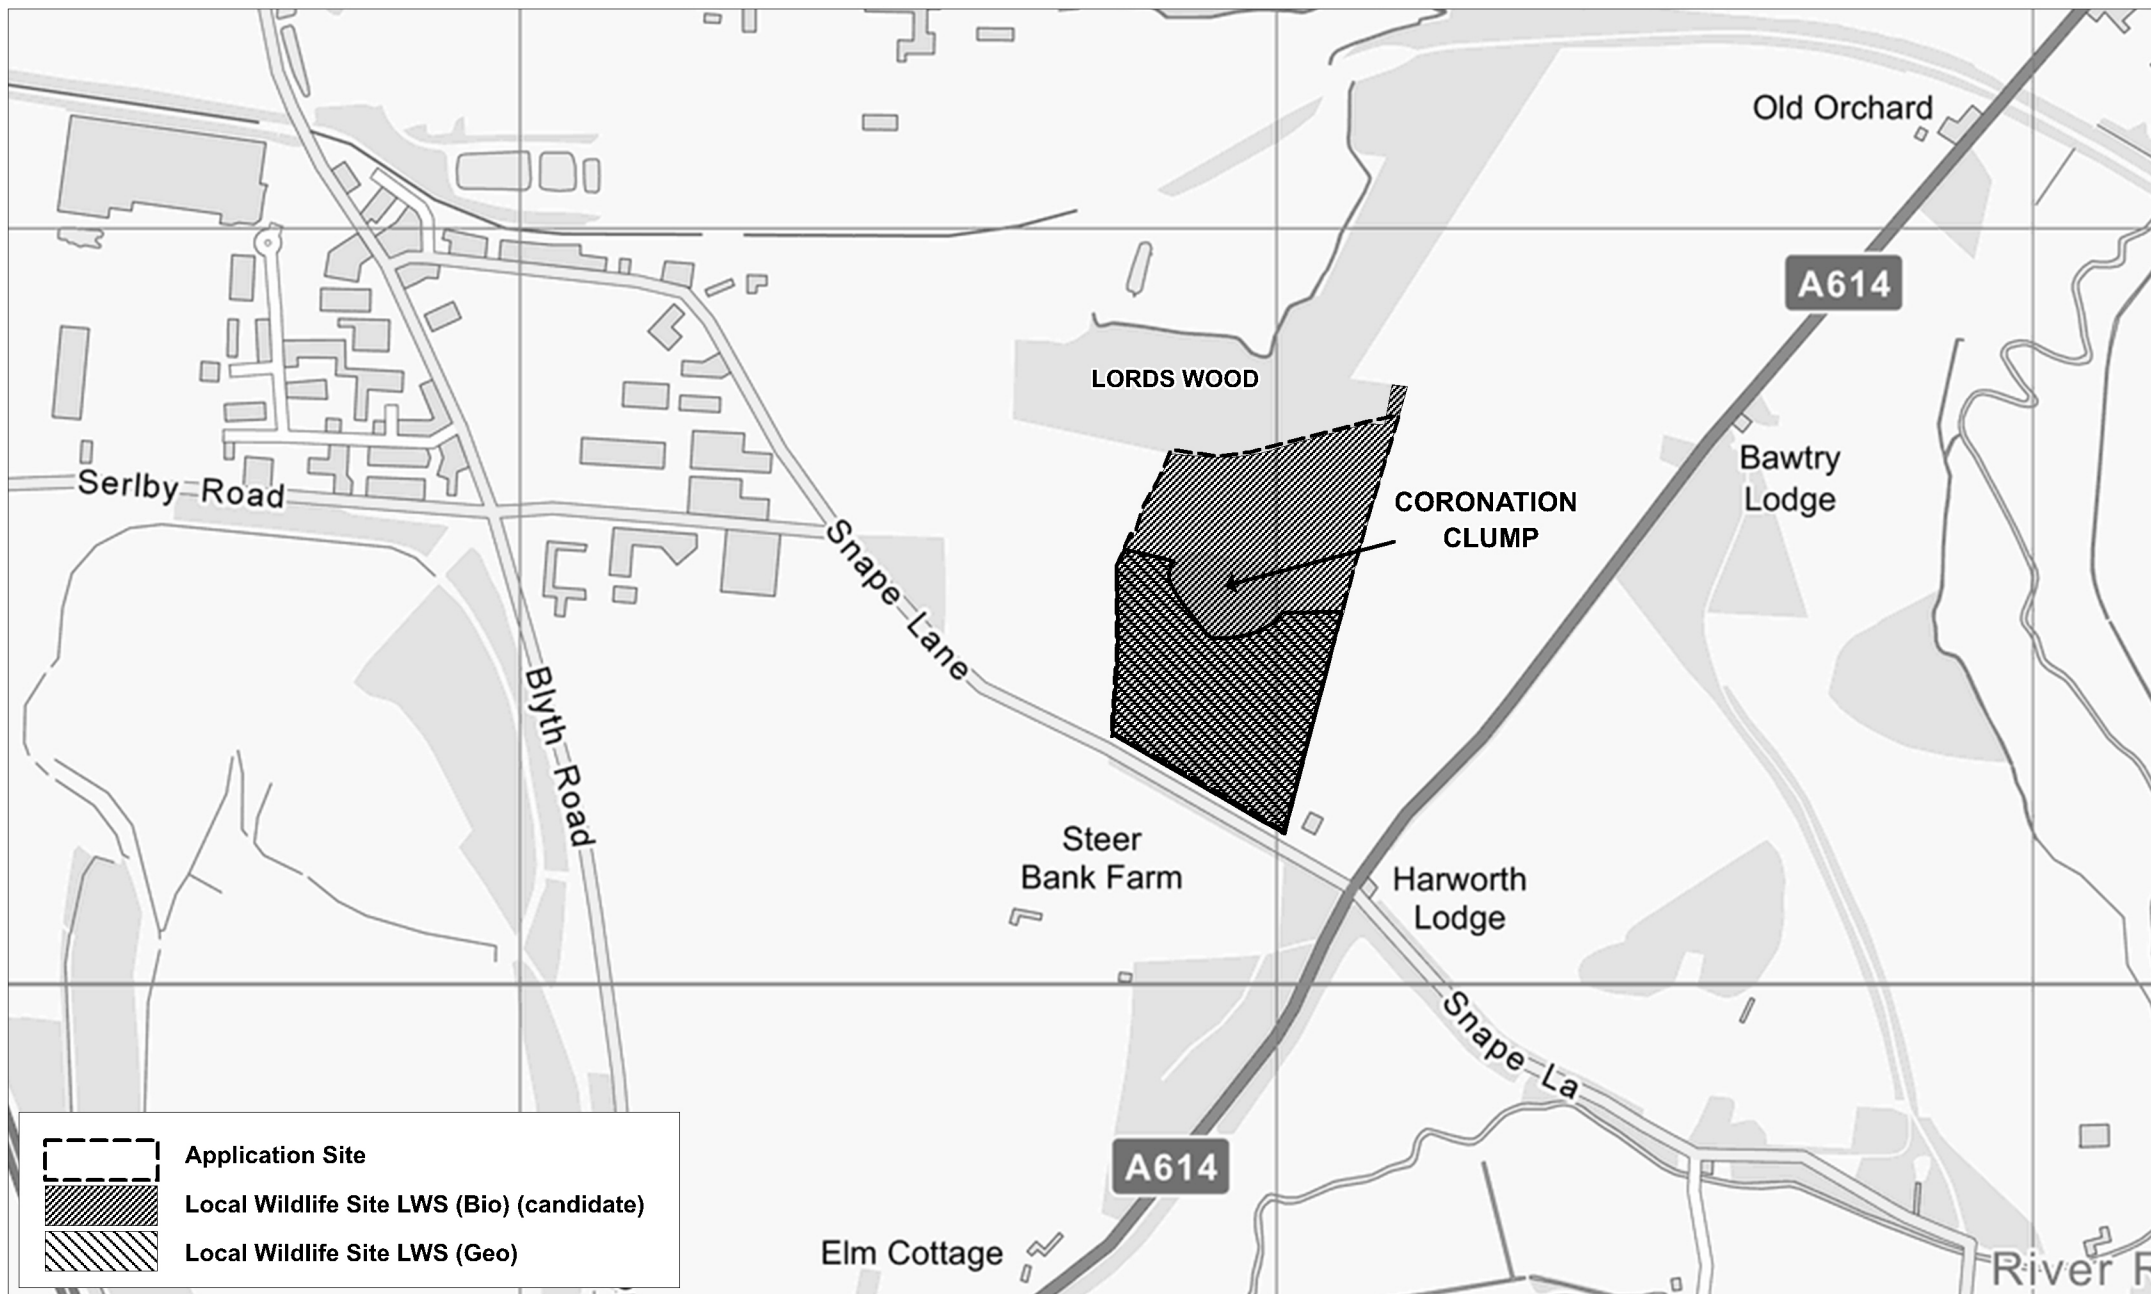 Old Orchard
A614
LORDS WOOD
Bawtry
Lodge
Serlby Road
CORONATION
CLUMP
Snape Lane
Blyth Road
Steer
Bank Farm
Harworth
Lodge
Snape La
A614
Application Site
Local Wildlife Site LWS (Bio) (candidate)
Local Wildlife Site LWS (Geo)
Elm Cottage
River